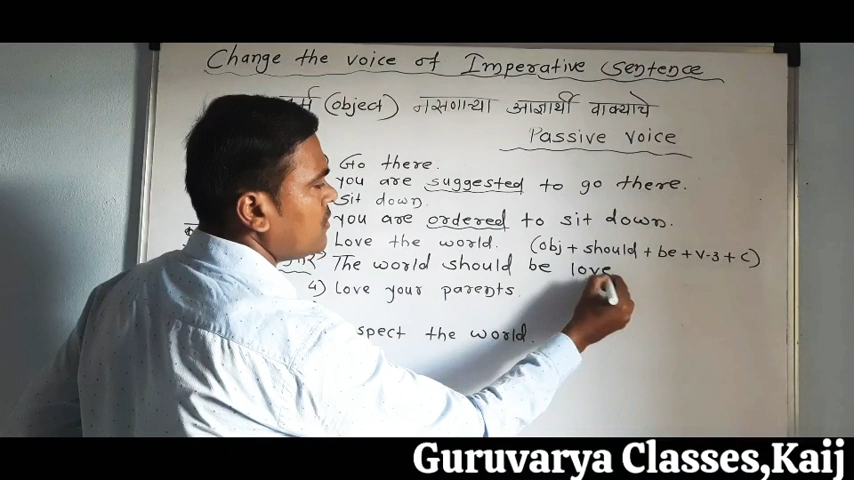 Change the voice of Imperative Sentence
(object) नसणाऱ्या आज्ञार्थी वाक्याचे
Passive voice
Go there.
you are suggested to go there.
Sit down.
you are ordered to sit down.
Love the world. (obj + should + be + v-3 + c)
The world should be love
4) Love your parents.
the world.
Guruvarya Classes,Kaij